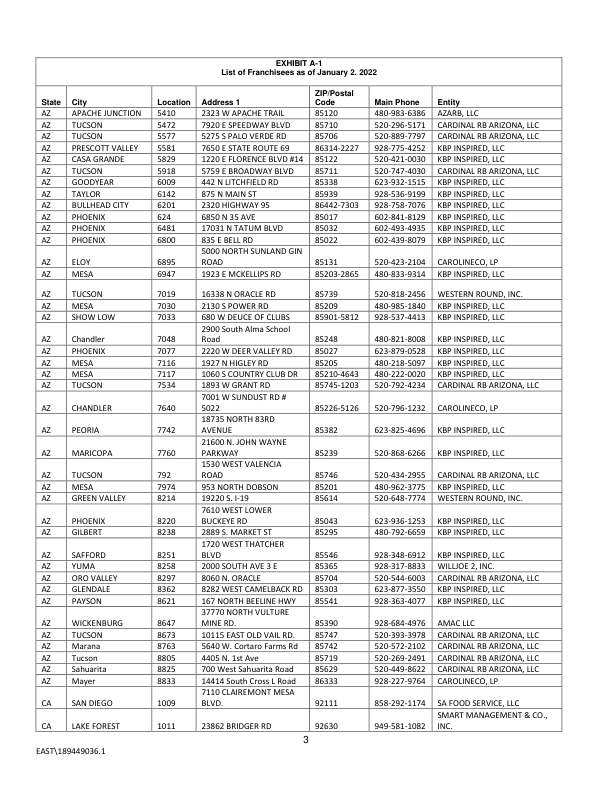 EXHIBIT A-1
List of Franchisees as of January 2. 2022
State City Location Address 1 ZIP/Postal Code Main Phone Entity
AZ APACHE JUNCTION 5410 2323 W APACHE TRAIL 85120 480-983-6386 AZARB, LLC
AZ TUCSON 5472 7920 E SPEEDWAY BLVD 85710 520-296-5171 CARDINAL RB ARIZONA, LLC
AZ TUCSON 5577 5275 S PALO VERDE RD 85706 520-889-7797 CARDINAL RB ARIZONA, LLC
AZ PRESCOTT VALLEY 5581 7650 E STATE ROUTE 69 86314-2227 928-775-4252 KBP INSPIRED, LLC
AZ CASA GRANDE 5829 1220 E FLORENCE BLVD #14 85122 520-421-0030 KBP INSPIRED, LLC
AZ TUCSON 5918 5759 E BROADWAY BLVD 85711 520-747-4030 CARDINAL RB ARIZONA, LLC
AZ GOODYEAR 6009 442 N LITCHFIELD RD 85338 623-932-1515 KBP INSPIRED, LLC
AZ TAYLOR 6142 875 N MAIN ST 85939 928-536-9199 KBP INSPIRED, LLC
AZ BULLHEAD CITY 6201 2320 HIGHWAY 95 86442-7303 928-758-7076 KBP INSPIRED, LLC
AZ PHOENIX 624 6850 N 35 AVE 85017 602-841-8129 KBP INSPIRED, LLC
AZ PHOENIX 6481 17031 N TATUM BLVD 85032 602-493-4935 KBP INSPIRED, LLC
AZ PHOENIX 6800 835 E BELL RD 85022 602-439-8079 KBP INSPIRED, LLC
AZ ELOY 6895 5000 NORTH SUNLAND GIN ROAD 85131 520-423-2104 CAROLINECO, LP
AZ MESA 6947 1923 E MCKELLIPS RD 85203-2865 480-833-9314 KBP INSPIRED, LLC
AZ TUCSON 7019 16338 N ORACLE RD 85739 520-818-2456 WESTERN ROUND, INC.
AZ MESA 7030 2130 S POWER RD 85209 480-985-1840 KBP INSPIRED, LLC
AZ SHOW LOW 7033 680 W DEUCE OF CLUBS 85901-5812 928-537-4413 KBP INSPIRED, LLC
AZ Chandler 7048 2900 South Alma School Road 85248 480-821-8008 KBP INSPIRED, LLC
AZ PHOENIX 7077 2220 W DEER VALLEY RD 85027 623-879-0528 KBP INSPIRED, LLC
AZ MESA 7116 1927 N HIGLEY RD 85205 480-218-5097 KBP INSPIRED, LLC
AZ MESA 7117 1060 S COUNTRY CLUB DR 85210-4643 480-222-0020 KBP INSPIRED, LLC
AZ TUCSON 7534 1893 W GRANT RD 85745-1203 520-792-4234 CARDINAL RB ARIZONA, LLC
AZ CHANDLER 7640 7001 W SUNDUST RD # 5022 85226-5126 520-796-1232 CAROLINECO, LP
AZ PEORIA 7742 18735 NORTH 83RD AVENUE 85382 623-825-4696 KBP INSPIRED, LLC
AZ MARICOPA 7760 21600 N. JOHN WAYNE PARKWAY 85239 520-868-6266 KBP INSPIRED, LLC
AZ TUCSON 792 1530 WEST VALENCIA ROAD 85746 520-434-2955 CARDINAL RB ARIZONA, LLC
AZ MESA 7974 953 NORTH DOBSON 85201 480-962-3775 KBP INSPIRED, LLC
AZ GREEN VALLEY 8214 19220 S. I-19 85614 520-648-7774 WESTERN ROUND, INC.
AZ PHOENIX 8220 7610 WEST LOWER BUCKEYE RD 85043 623-936-1253 KBP INSPIRED, LLC
AZ GILBERT 8238 2889 S. MARKET ST 85295 480-792-6659 KBP INSPIRED, LLC
AZ SAFFORD 8251 1720 WEST THATCHER BLVD 85546 928-348-6912 KBP INSPIRED, LLC
AZ YUMA 8258 2000 SOUTH AVE 3 E 85365 928-317-8833 WILLJOE 2, INC.
AZ ORO VALLEY 8297 8060 N. ORACLE 85704 520-544-6003 CARDINAL RB ARIZONA, LLC
AZ GLENDALE 8362 8282 WEST CAMELBACK RD 85303 623-877-3550 KBP INSPIRED, LLC
AZ PAYSON 8621 167 NORTH BEELINE HWY 85541 928-363-4077 KBP INSPIRED, LLC
AZ WICKENBURG 8647 37770 NORTH VULTURE MINE RD. 85390 928-684-4976 AMAC LLC
AZ TUCSON 8673 10115 EAST OLD VAIL RD. 85747 520-393-3978 CARDINAL RB ARIZONA, LLC
AZ Marana 8763 5640 W. Cortaro Farms Rd 85742 520-572-2102 CARDINAL RB ARIZONA, LLC
AZ Tucson 8805 4405 N. 1st Ave 85719 520-269-2491 CARDINAL RB ARIZONA, LLC
AZ Sahuarita 8825 700 West Sahuarita Road 85629 520-449-8622 CARDINAL RB ARIZONA, LLC
AZ Mayer 8833 14414 South Cross L Road 86333 928-227-9764 CAROLINECO, LP
CA SAN DIEGO 1009 7110 CLAIREMONT MESA BLVD. 92111 858-292-1174 SA FOOD SERVICE, LLC
CA LAKE FOREST 1011 23862 BRIDGER RD 92630 949-581-1082 SMART MANAGEMENT & CO., INC.
3
EAST\189449036.1